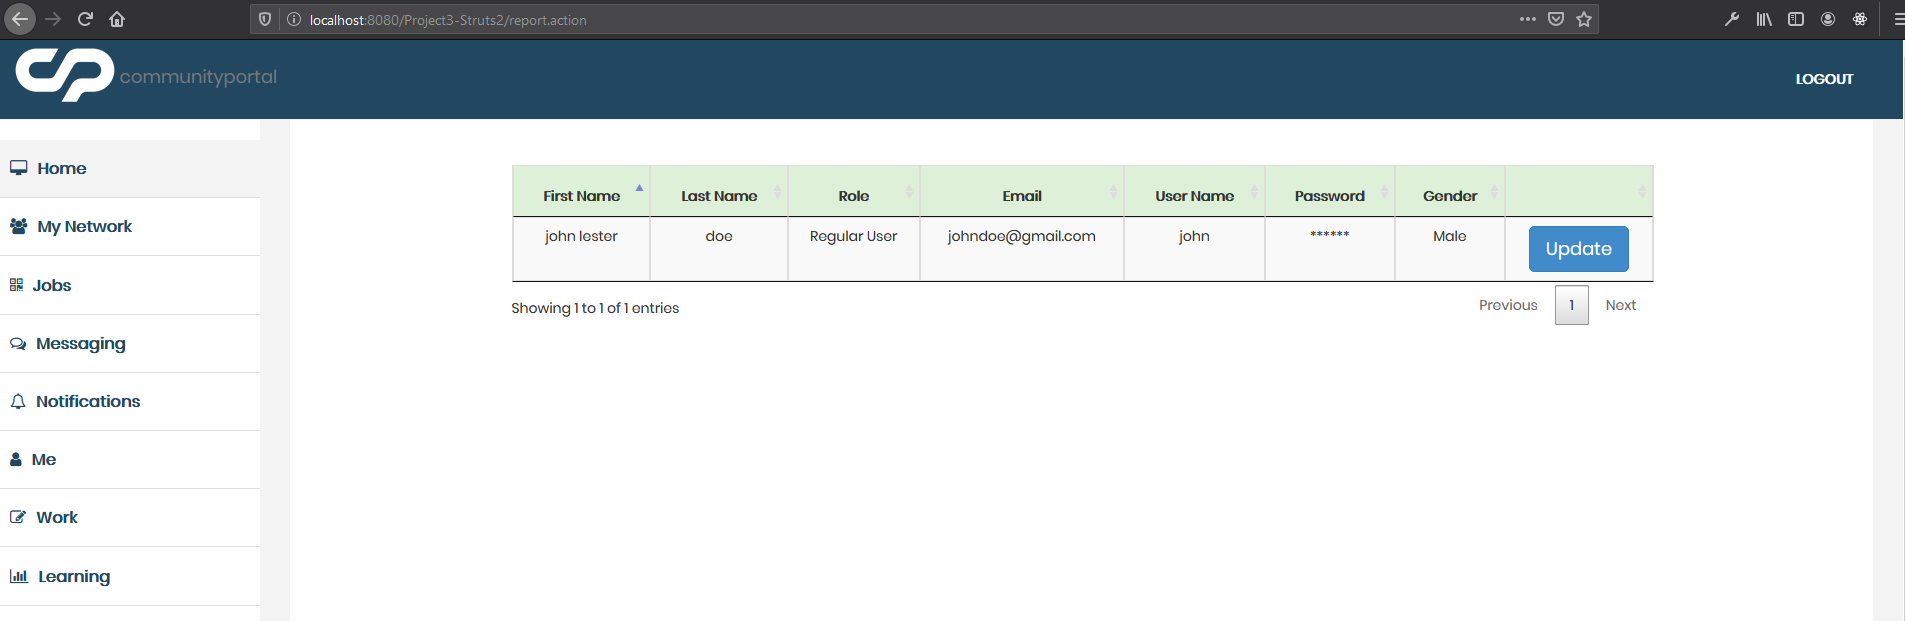 localhost:8080/Project3-Struts2/report.action
communityportal
LOGOUT
Home
My Network
Jobs
Messaging
Notifications
Me
Work
Learning
First Name Last Name Role Email User Name Password Gender
john lester doe Regular User johndoe@gmail.com john ****** Male Update
Showing 1 to 1 of 1 entries Previous 1 Next